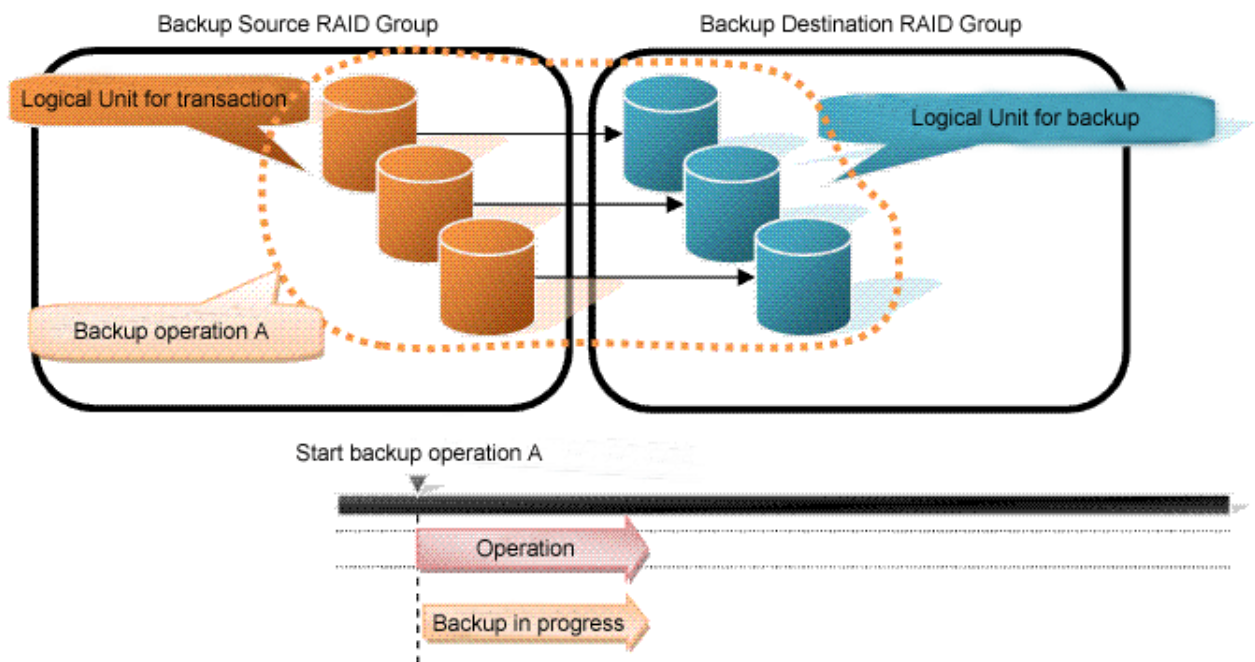 Backup Source RAID Group
Backup Destination RAID Group
Logical Unit for transaction
Logical Unit for backup
Backup operation A
Start backup operation A
Operation
Backup in progress